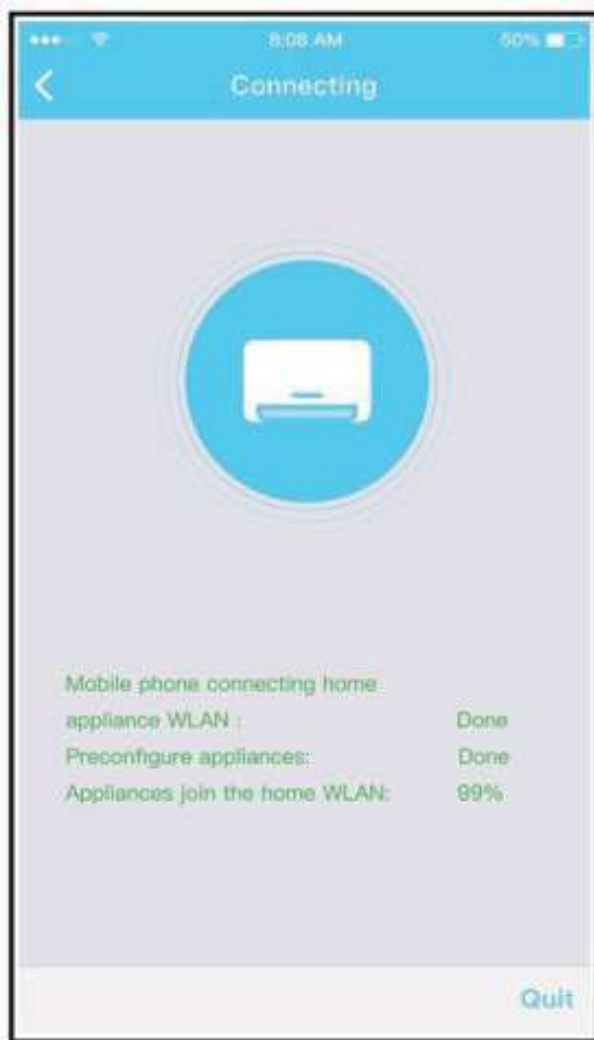 8:08 AM
50%
Connecting
Mobile phone connecting home
appliance WLAN : Done
Preconfigure appliances: Done
Appliances join the home WLAN: 99%
Quit